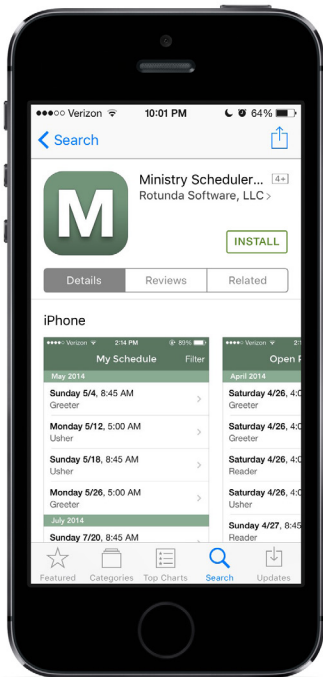 Verizon 10:01 PM 64%
Search
M
Ministry Scheduler... 4+
Rotunda Software, LLC >
INSTALL
Details Reviews Related
iPhone
Verizon 2:14 PM 89%
My Schedule Filter
May 2014
Sunday 5/4, 8:45 AM
Greeter
Monday 5/12, 5:00 AM
Usher
Sunday 5/18, 8:45 AM
Usher
Monday 5/26, 5:00 AM
Greeter
July 2014
Sunday 7/20, 8:45 AM
Verizon 2:1
Open
April 2014
Saturday 4/26, 4:0
Greeter
Saturday 4/26, 4:0
Greeter
Saturday 4/26, 4:0
Reader
Saturday 4/26, 4:0
Usher
Sunday 4/27, 8:45
Reader
Featured Categories Top Charts Search Updates